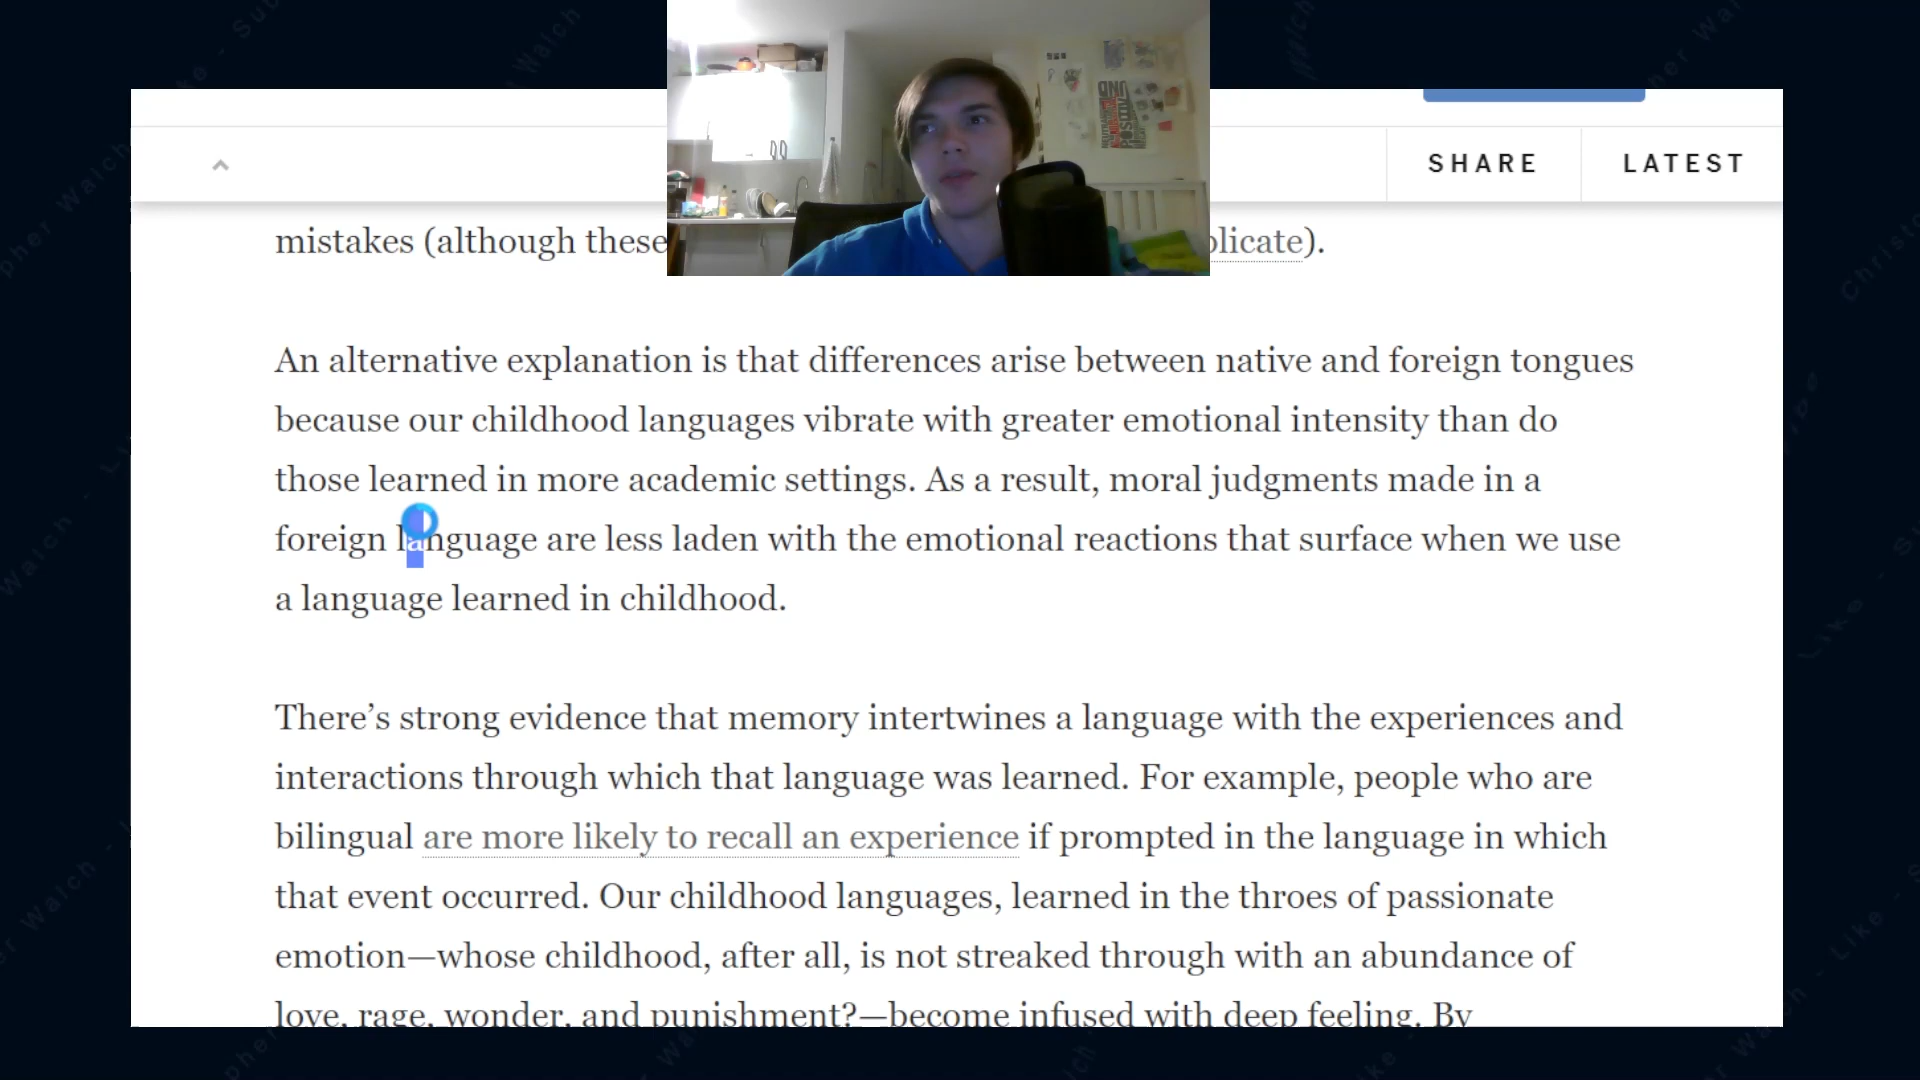 SHARE
LATEST
mistakes (although these
plicate).
An alternative explanation is that differences arise between native and foreign tongues
because our childhood languages vibrate with greater emotional intensity than do
those learned in more academic settings. As a result, moral judgments made in a
foreign language are less laden with the emotional reactions that surface when we use
a language learned in childhood.
There’s strong evidence that memory intertwines a language with the experiences and
interactions through which that language was learned. For example, people who are
bilingual are more likely to recall an experience if prompted in the language in which
that event occurred. Our childhood languages, learned in the throes of passionate
emotion—whose childhood, after all, is not streaked through with an abundance of
love, rage, wonder, and punishment?—become infused with deep feeling. By